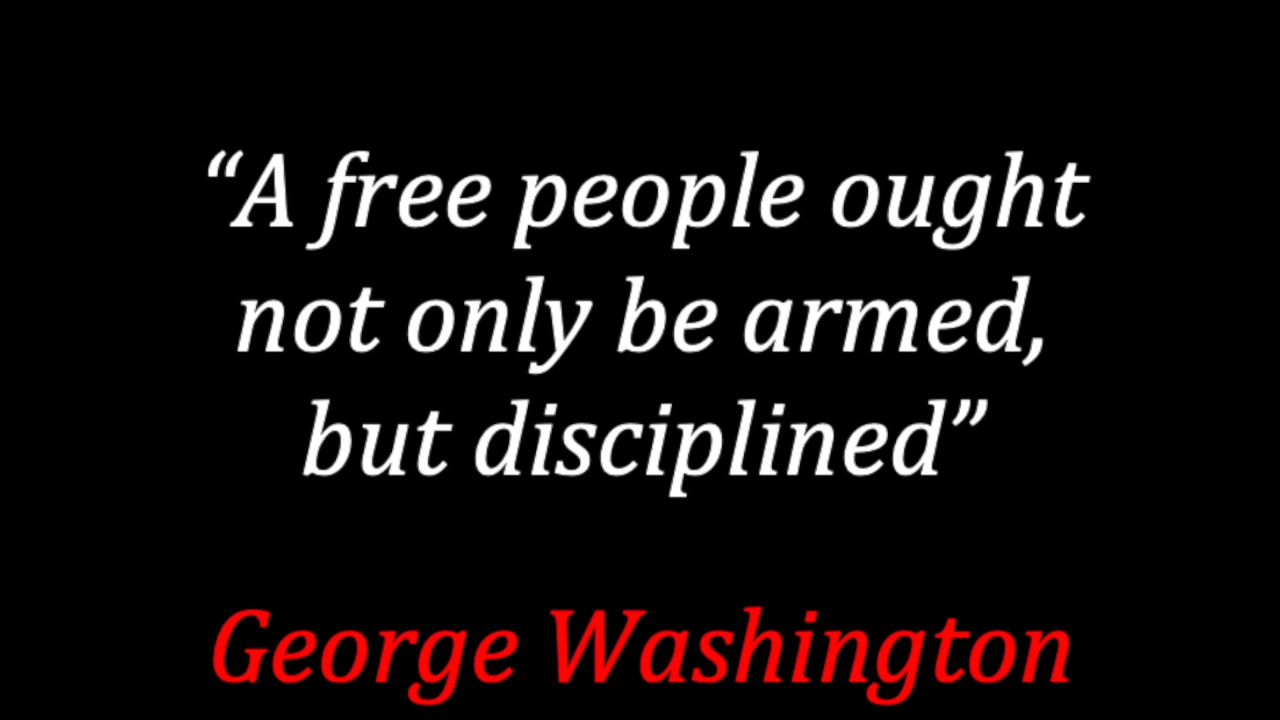 “A free people ought
not only be armed,
but disciplined”
George Washington